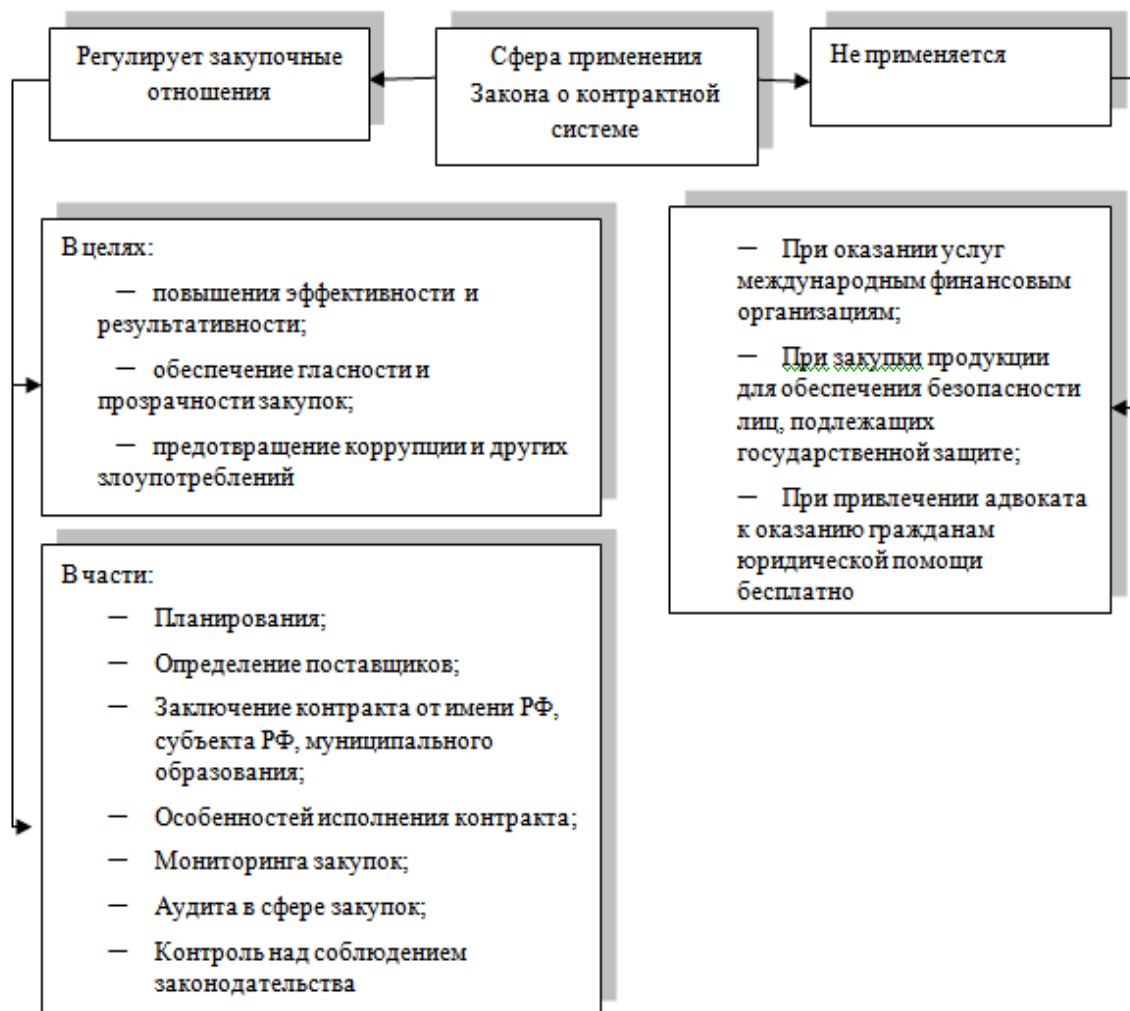 Регулирует закупочные
отношения
Сфера применения
Закона о контрактной
системе
Не применяется
В целях:
— повышения эффективности и
результативности;
— обеспечение гласности и
прозрачности закупок;
— предотвращение коррупции и других
злоупотреблений
— При оказании услуг
международным финансовым
организациям;
— При закупки продукции
для обеспечения безопасности
лиц, подлежащих
государственной защите;
— При привлечении адвоката
к оказанию гражданам
юридической помощи
бесплатно
В части:
— Планирования;
— Определение поставщиков;
— Заключение контракта от имени РФ,
субъекта РФ, муниципального
образования;
— Особенностей исполнения контракта;
— Мониторинга закупок;
— Аудита в сфере закупок;
— Контроль над соблюдением
законодательства